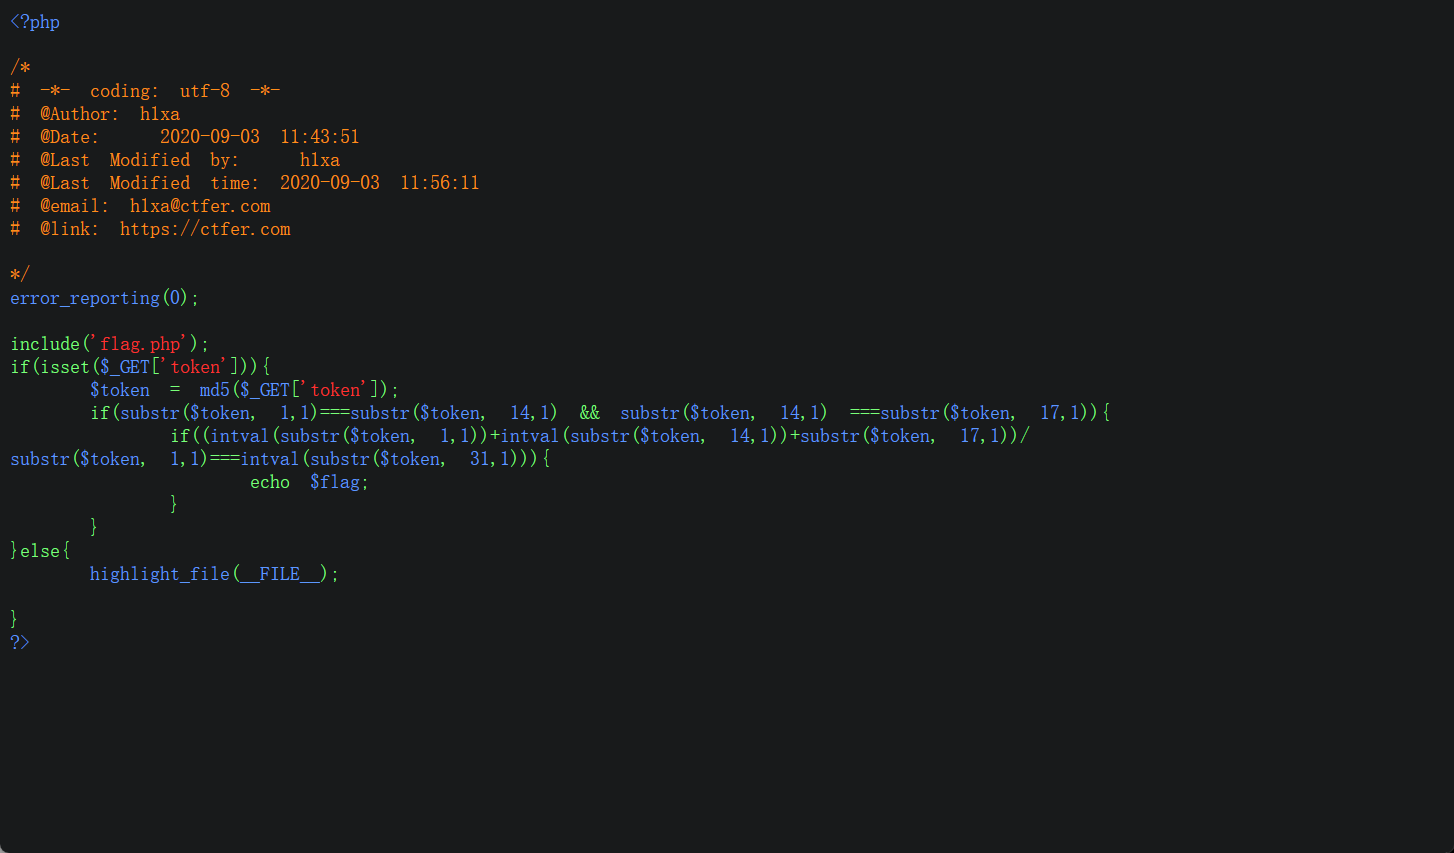 <?php
/*
# -*- coding: utf-8 -*-
# @Author: h1xa
# @Date:   2020-09-03 11:43:51
# @Last Modified by:   h1xa
# @Last Modified time: 2020-09-03 11:56:11
# @email: h1xa@ctfer.com
# @link: https://ctfer.com
*/
error_reporting(0);
include('flag.php');
if(isset($_GET['token'])){
        $token = md5($_GET['token']);
        if(substr($token, 1,1)===substr($token, 14,1) && substr($token, 14,1) ===substr($token, 17,1)){
                if((intval(substr($token, 1,1))+intval(substr($token, 14,1))+substr($token, 17,1))/
substr($token, 1,1)===intval(substr($token, 31,1))){
                        echo $flag;
                }
        }
}else{
        highlight_file(__FILE__);
}
?>